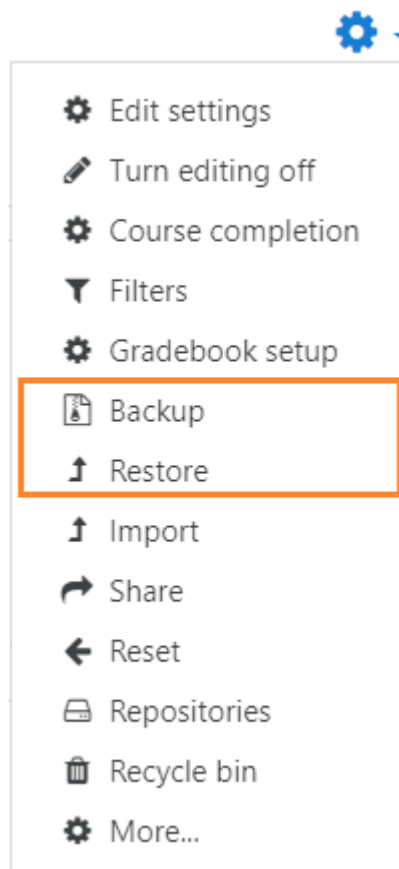 Edit settings
Turn editing off
Course completion
Filters
Gradebook setup
Backup
Restore
Import
Share
Reset
Repositories
Recycle bin
More...